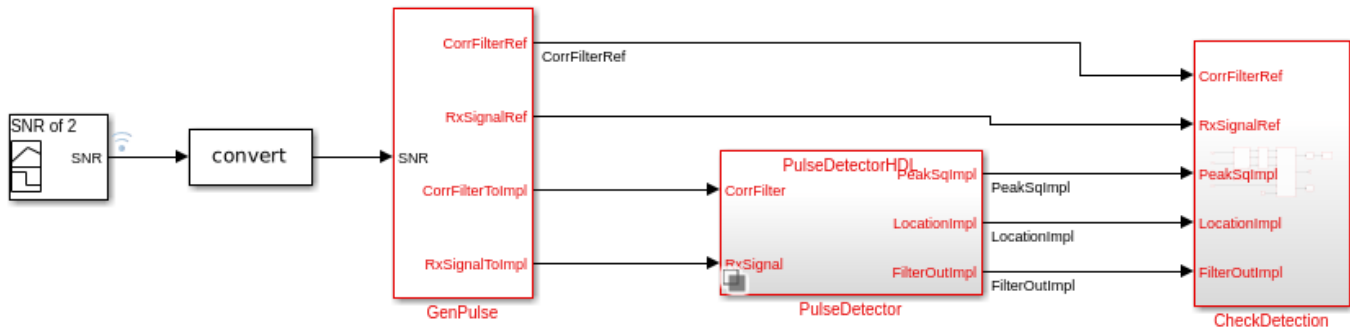 SNR of 2
SNR
convert
SNR
CorrFilterRef
RxSignalRef
CorrFilterToImpl
RxSignalToImpl
GenPulse
CorrFilterRef
PulseDetectorHDL
CorrFilter
RxSignal
PeakSqImpl
LocationImpl
FilterOutImpl
PulseDetector
PeakSqImpl
LocationImpl
FilterOutImpl
CorrFilterRef
RxSignalRef
PeakSqImpl
LocationImpl
FilterOutImpl
CheckDetection